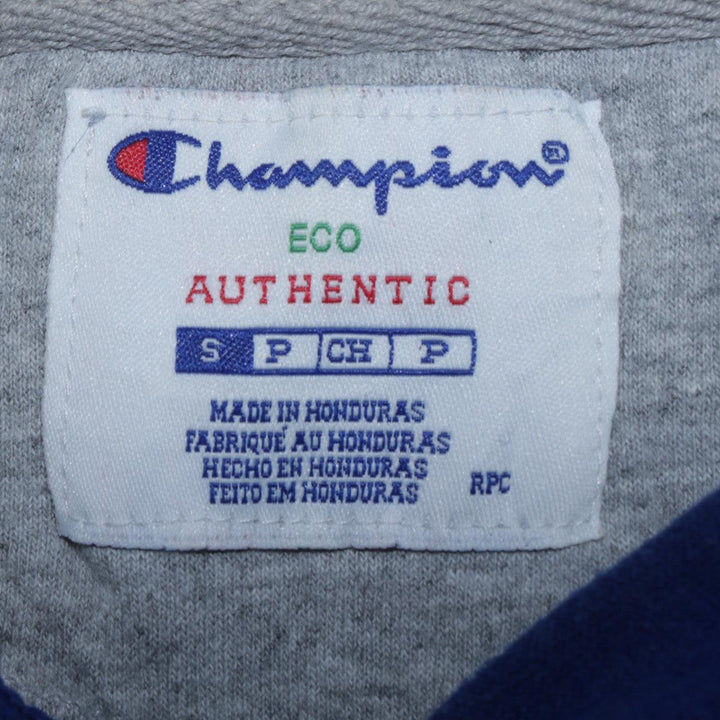 Champion®
ECO
AUTHENTIC
S P CH P
MADE IN HONDURAS
FABRIQUÉ AU HONDURAS
HECHO EN HONDURAS
FEITO EM HONDURAS
RPC